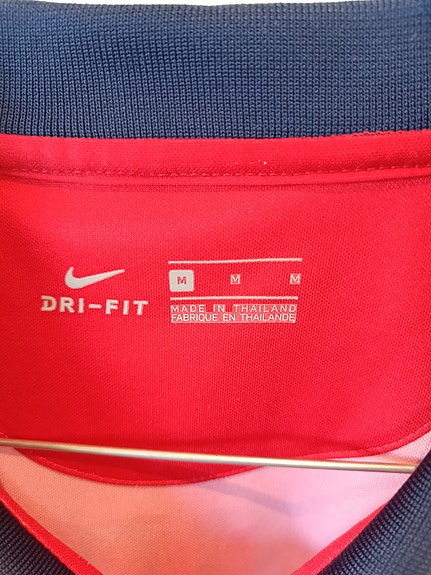 DRI-FIT
M M M
MADE IN THAILAND
FABRIQUE EN THAILANDE